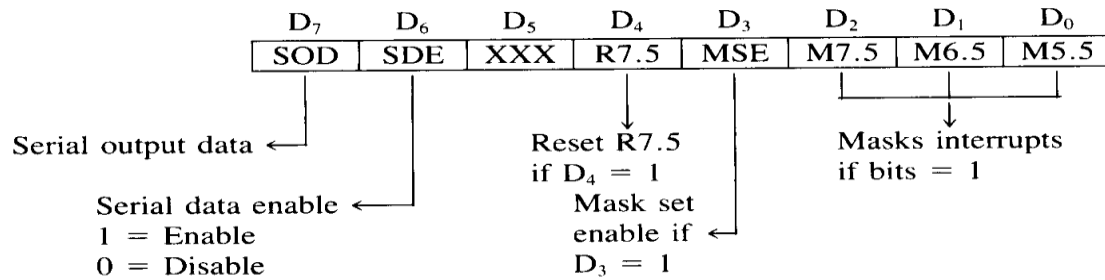 D₇ D₆ D₅ D₄ D₃ D₂ D₁ D₀
SOD SDE XXX R7.5 MSE M7.5 M6.5 M5.5
Serial output data
Reset R7.5
if D₄ = 1
Masks interrupts
if bits = 1
Serial data enable
1 = Enable
0 = Disable
Mask set
enable if
D₃ = 1